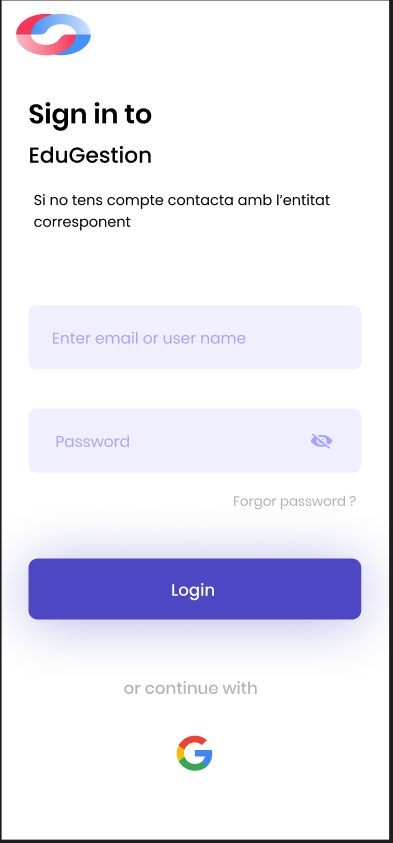 Sign in to
EduGestion
Si no tens compte contacta amb l’entitat
corresponent
Enter email or user name
Password
Forgor password ?
Login
or continue with